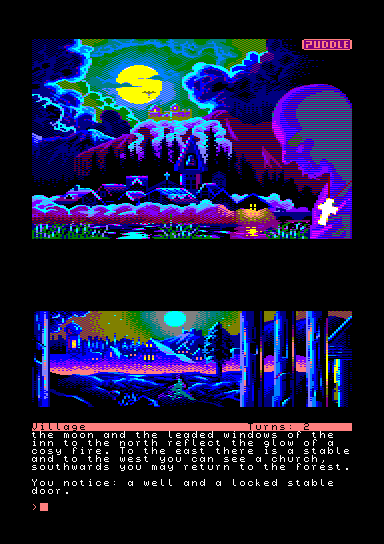 PUDDLE
Village Turns: 2
the moon and the leaded windows of the
inn to the north reflect the glow of a
cosy fire. To the east there is a stable
and to the west you can see a church,
southwards you may return to the forest.
You notice: a well and a locked stable
door.
>